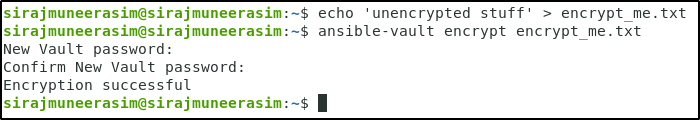 sirajmuneerasim@sirajmuneerasim:~$ echo 'unencrypted stuff' > encrypt_me.txt
sirajmuneerasim@sirajmuneerasim:~$ ansible-vault encrypt encrypt_me.txt
New Vault password:
Confirm New Vault password:
Encryption successful
sirajmuneerasim@sirajmuneerasim:~$